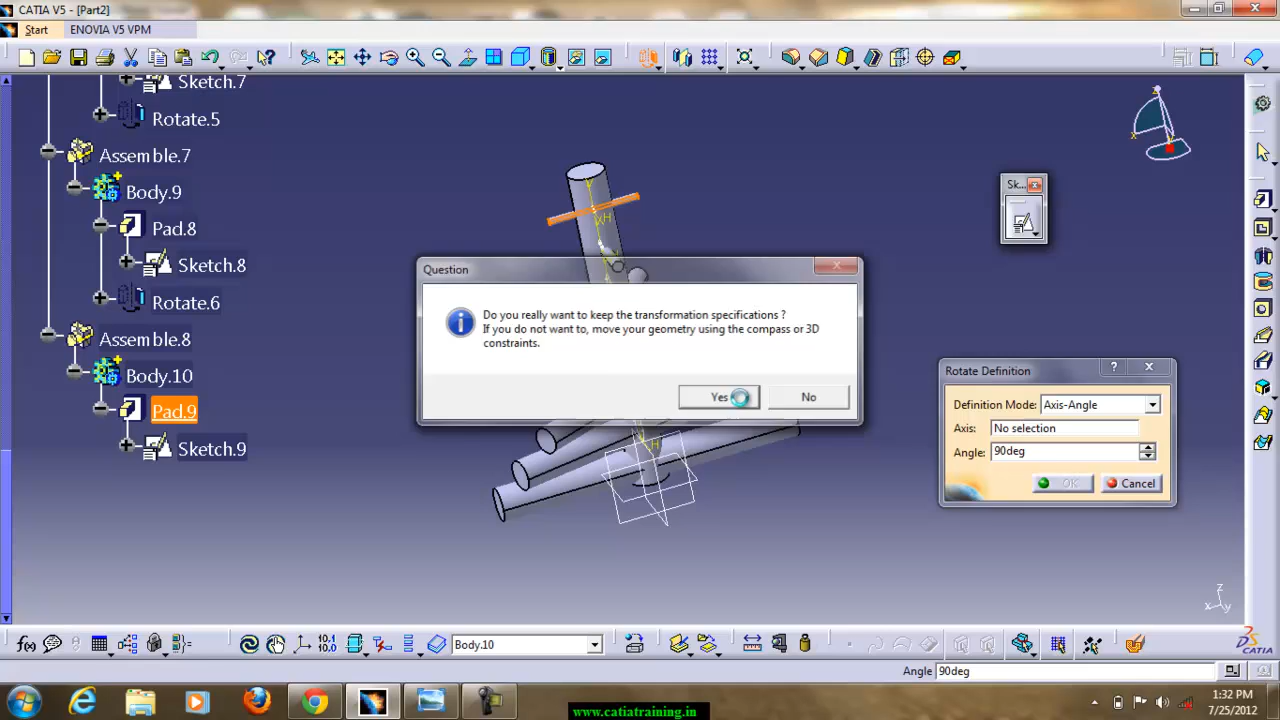 CATIA V5 - [Part2]
Start ENOVIA V5 VPM
Sketch.7
Rotate.5
Assemble.7
Body.9
Pad.8
Sketch.8
Rotate.6
Assemble.8
Body.10
Pad.9
Sketch.9
H
H
Sk...
Question
Do you really want to keep the transformation specifications ?
If you do not want to, move your geometry using the compass or 3D
constraints.
Yes No
Rotate Definition
Definition Mode: Axis-Angle
Axis: No selection
Angle: 90deg
OK Cancel
z
x y
f(x) 10.1 Body.10
CATIA
Angle 90deg
1:32 PM
7/25/2012
www.catiatraining.in